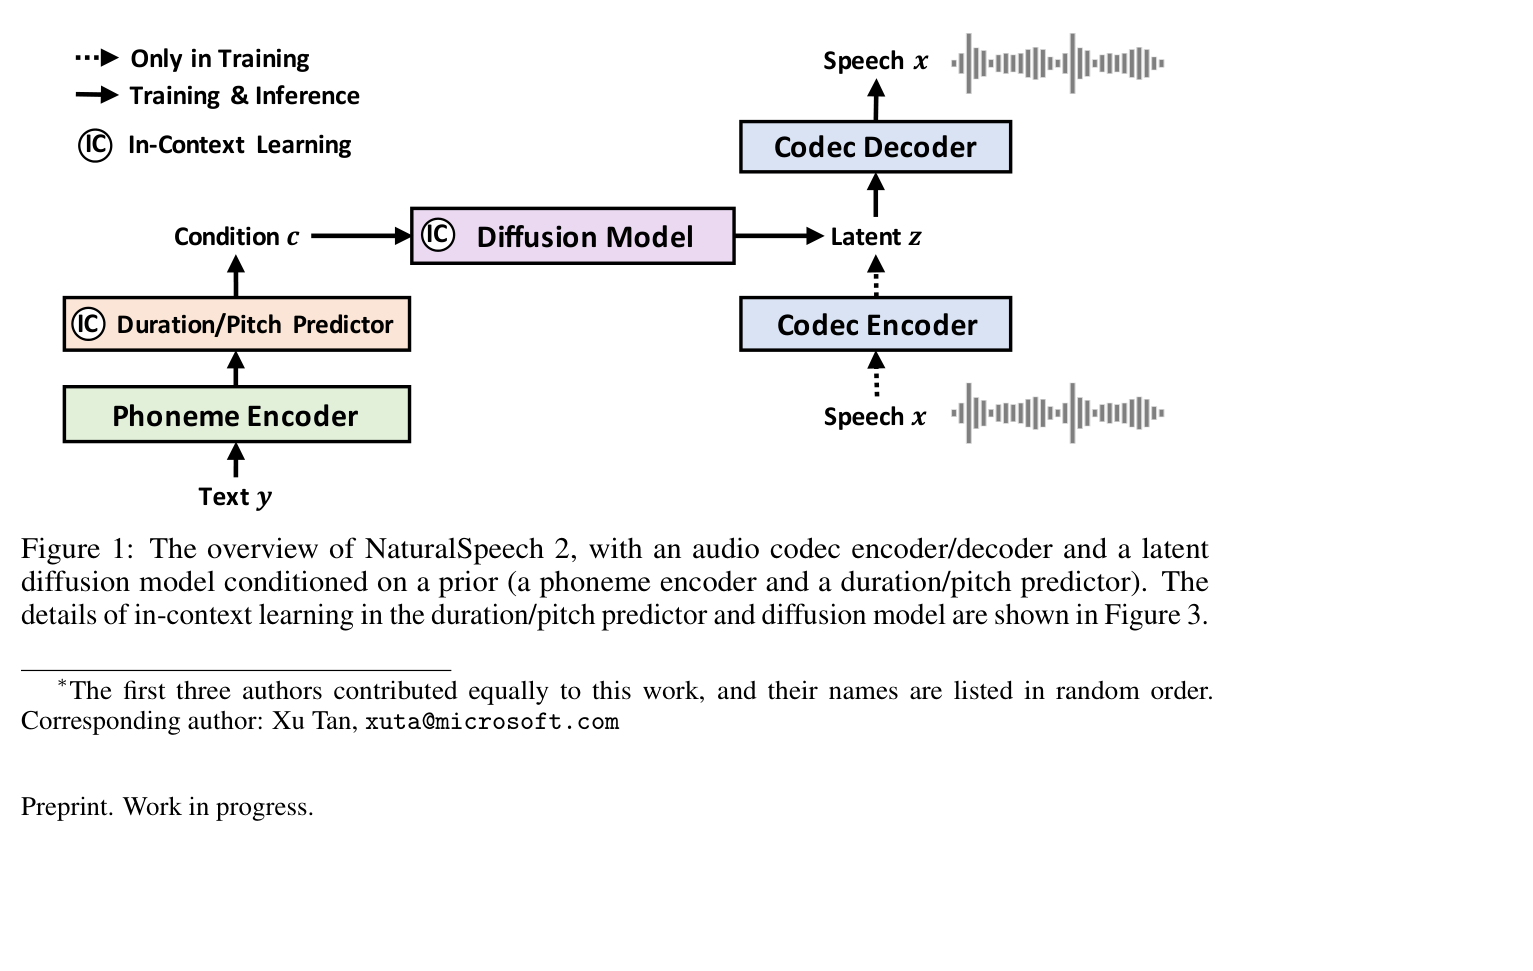 Only in Training
Training & Inference
IC In-Context Learning
Speech x
Codec Decoder
Condition c
IC Diffusion Model
Latent z
IC Duration/Pitch Predictor
Codec Encoder
Phoneme Encoder
Speech x
Text y
Figure 1: The overview of NaturalSpeech 2, with an audio codec encoder/decoder and a latent
diffusion model conditioned on a prior (a phoneme encoder and a duration/pitch predictor). The
details of in-context learning in the duration/pitch predictor and diffusion model are shown in Figure 3.
*The first three authors contributed equally to this work, and their names are listed in random order.
Corresponding author: Xu Tan, xuta@microsoft.com
Preprint. Work in progress.